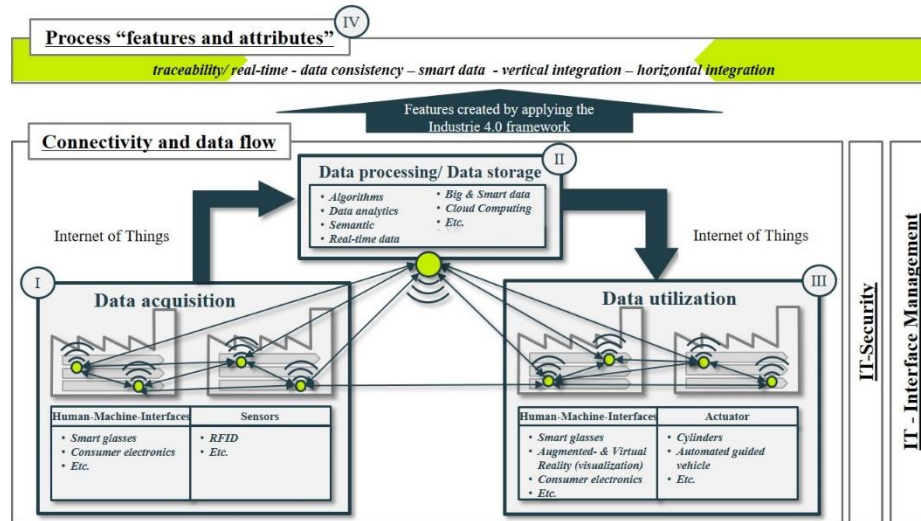 IV
Process “features and attributes”
traceability/ real-time - data consistency – smart data - vertical integration – horizontal integration
Features created by applying the
Industrie 4.0 framework
Connectivity and data flow
II
Data processing/ Data storage
• Algorithms
• Data analytics
• Semantic
• Real-time data
• Big & Smart data
• Cloud Computing
• Etc.
Internet of Things
Internet of Things
I
Data acquisition
Human-Machine-Interfaces
• Smart glasses
• Consumer electronics
• Etc.
Sensors
• RFID
• Etc.
III
Data utilization
Human-Machine-Interfaces
• Smart glasses
• Augmented- & Virtual
Reality (visualization)
• Consumer electronics
• Etc.
Actuator
• Cylinders
• Automated guided
vehicle
• Etc.
IT-Security
IT - Interface Management